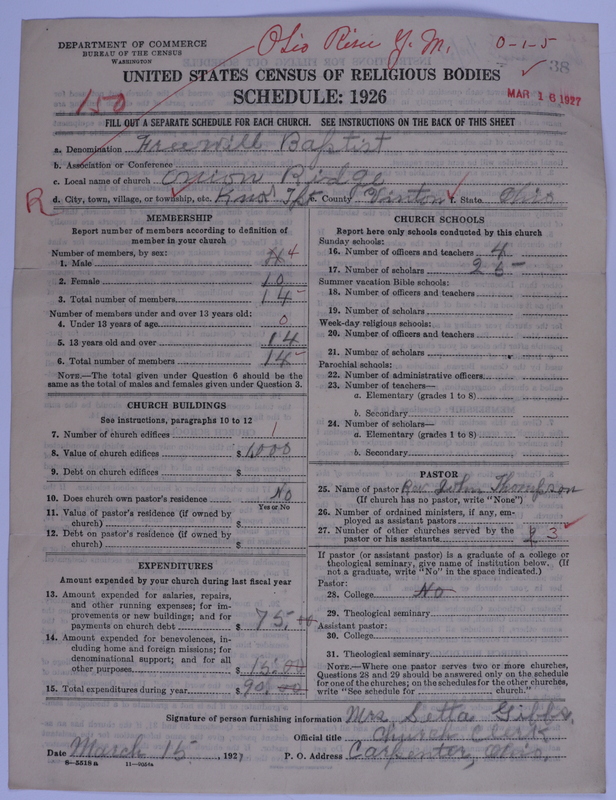 DEPARTMENT OF COMMERCE
BUREAU OF THE CENSUS
WASHINGTON
Ohio River Y. M. 0-1-5
38
UNITED STATES CENSUS OF RELIGIOUS BODIES
SCHEDULE: 1926
MAR 16 1927
150
FILL OUT A SEPARATE SCHEDULE FOR EACH CHURCH. SEE INSTRUCTIONS ON THE BACK OF THIS SHEET
a. Denomination Freewill Baptist
b. Association or Conference
c. Local name of church Union Ridge
R d. City, town, village, or township, etc. Knox Tp. e. County Vinton f. State Ohio
MEMBERSHIP
Report number of members according to definition of
member in your church
Number of members, by sex:
1. Male 4
2. Female 10
3. Total number of members 14
Number of members under and over 13 years old:
4. Under 13 years of age 0
5. 13 years old and over 14
6. Total number of members 14
NOTE.—The total given under Question 6 should be the
same as the total of males and females given under Question 3.
CHURCH BUILDINGS
See instructions, paragraphs 10 to 12
7. Number of church edifices 1
8. Value of church edifices $ 1000
9. Debt on church edifices $
10. Does church own pastor's residence No
Yes or No
11. Value of pastor's residence (if owned by
church) $
12. Debt on pastor's residence (if owned by
church) $
EXPENDITURES
Amount expended by your church during last fiscal year
13. Amount expended for salaries, repairs,
and other running expenses; for im-
provements or new buildings; and for
payments on church debt $ 75.00
14. Amount expended for benevolences, in-
cluding home and foreign missions; for
denominational support; and for all
other purposes $ 15.00
15. Total expenditures during year $ 90.00
CHURCH SCHOOLS
Report here only schools conducted by this church
Sunday schools:
16. Number of officers and teachers 4
17. Number of scholars 25
Summer vacation Bible schools:
18. Number of officers and teachers
19. Number of scholars
Week-day religious schools:
20. Number of officers and teachers
21. Number of scholars
Parochial schools:
22. Number of administrative officers
23. Number of teachers—
a. Elementary (grades 1 to 8)
b. Secondary
24. Number of scholars—
a. Elementary (grades 1 to 8)
b. Secondary
PASTOR
25. Name of pastor Rev. John Thompson
(If church has no pastor, write "None")
26. Number of ordained ministers, if any, em-
ployed as assistant pastors
27. Number of other churches served by the
pastor or his assistants 3
If pastor (or assistant pastor) is a graduate of a college or
theological seminary, give name of institution below. (If
not a graduate, write "No" in the space indicated.)
Pastor:
28. College No
29. Theological seminary
Assistant pastor:
30. College
31. Theological seminary
NOTE.—Where one pastor serves two or more churches,
Questions 28 and 29 should be answered only on the schedule
for one of the churches; on the schedules for the other churches,
write "See schedule for church."
Signature of person furnishing information Mrs. Letta Gibbs,
Official title Church Clerk
Date March 15, 1927 P. O. Address Carpenter, Ohio,
8—5518 a 11—9054a